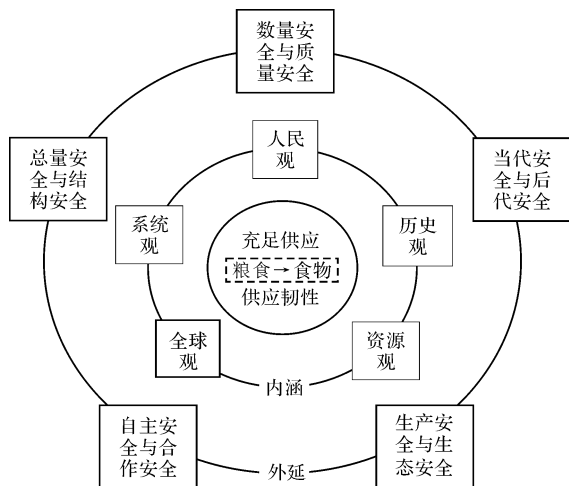 数量安
全与质
量安全
总量安
全与结
构安全
人民
观
当代安
全与后
代安全
系统
观
历史
观
充足供应
粮食→食物
供应韧性
全球
观
资源
观
内涵
自主安
全与合
作安全
生产安
全与生
态安全
外延